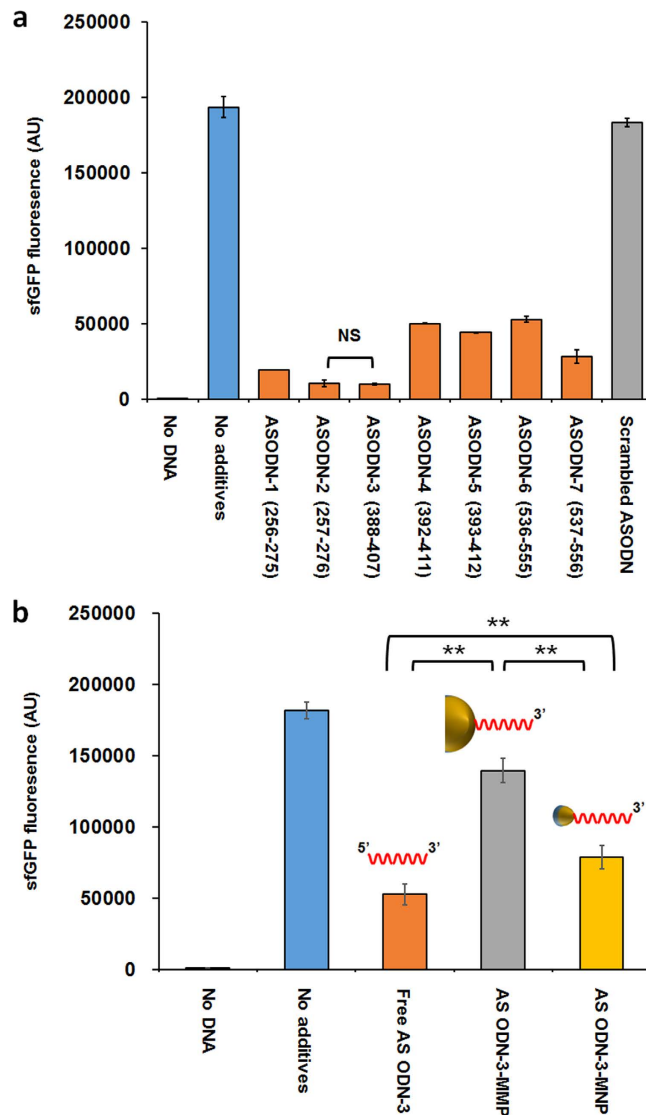 a
250000
200000
150000
100000
50000
0
sfGFP fluoresence (AU)
NS
No DNA
No additives
ASODN-1 (256-275)
ASODN-2 (257-276)
ASODN-3 (388-407)
ASODN-4 (392-411)
ASODN-5 (393-412)
ASODN-6 (536-555)
ASODN-7 (537-556)
Scrambled ASODN
b
250000
200000
150000
100000
50000
0
sfGFP fluoresence (AU)
**
** **
3’
3’
5’ 3’
No DNA
No additives
Free AS ODN-3
AS ODN-3-MMP
AS ODN-3-MNP